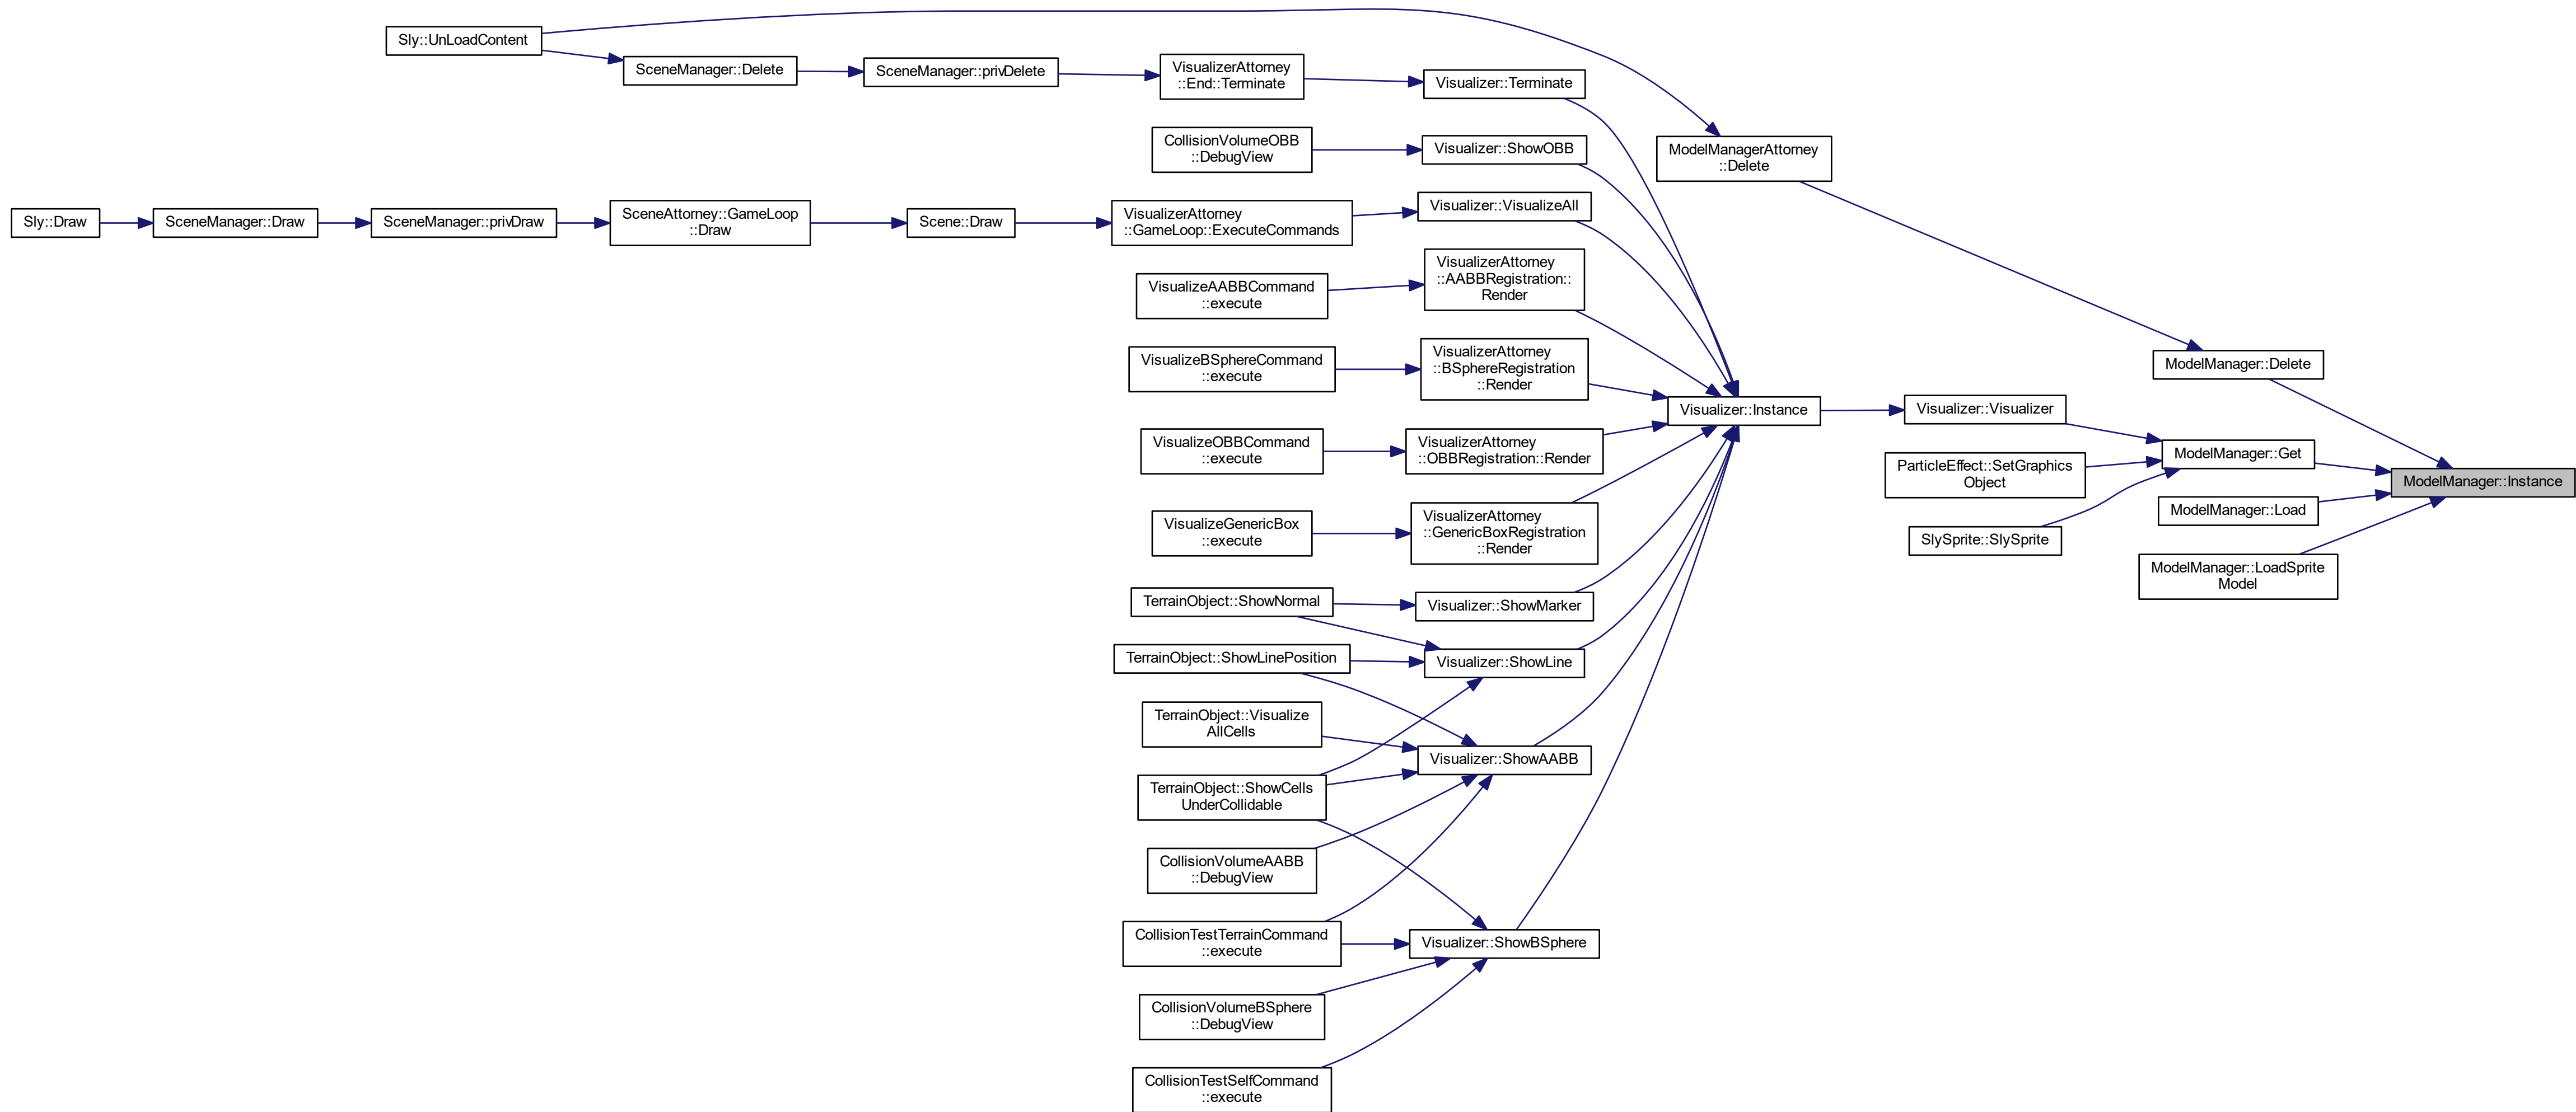 Sly::UnLoadContent
SceneManager::Delete
SceneManager::privDelete
VisualizerAttorney
::End::Terminate
Visualizer::Terminate
CollisionVolumeOBB
::DebugView
Visualizer::ShowOBB
ModelManagerAttorney
::Delete
Sly::Draw
SceneManager::Draw
SceneManager::privDraw
SceneAttorney::GameLoop
::Draw
Scene::Draw
VisualizerAttorney
::GameLoop::ExecuteCommands
Visualizer::VisualizeAll
VisualizeAABBCommand
::execute
VisualizerAttorney
::AABBRegistration::
Render
VisualizeBSphereCommand
::execute
VisualizerAttorney
::BSphereRegistration
::Render
ModelManager::Delete
Visualizer::Instance
Visualizer::Visualizer
VisualizeOBBCommand
::execute
VisualizerAttorney
::OBBRegistration::Render
ModelManager::Get
ParticleEffect::SetGraphics
Object
ModelManager::Instance
VisualizeGenericBox
::execute
VisualizerAttorney
::GenericBoxRegistration
::Render
ModelManager::Load
SlySprite::SlySprite
ModelManager::LoadSprite
Model
TerrainObject::ShowNormal
Visualizer::ShowMarker
TerrainObject::ShowLinePosition
Visualizer::ShowLine
TerrainObject::Visualize
AllCells
Visualizer::ShowAABB
TerrainObject::ShowCells
UnderCollidable
CollisionVolumeAABB
::DebugView
CollisionTestTerrainCommand
::execute
Visualizer::ShowBSphere
CollisionVolumeBSphere
::DebugView
CollisionTestSelfCommand
::execute